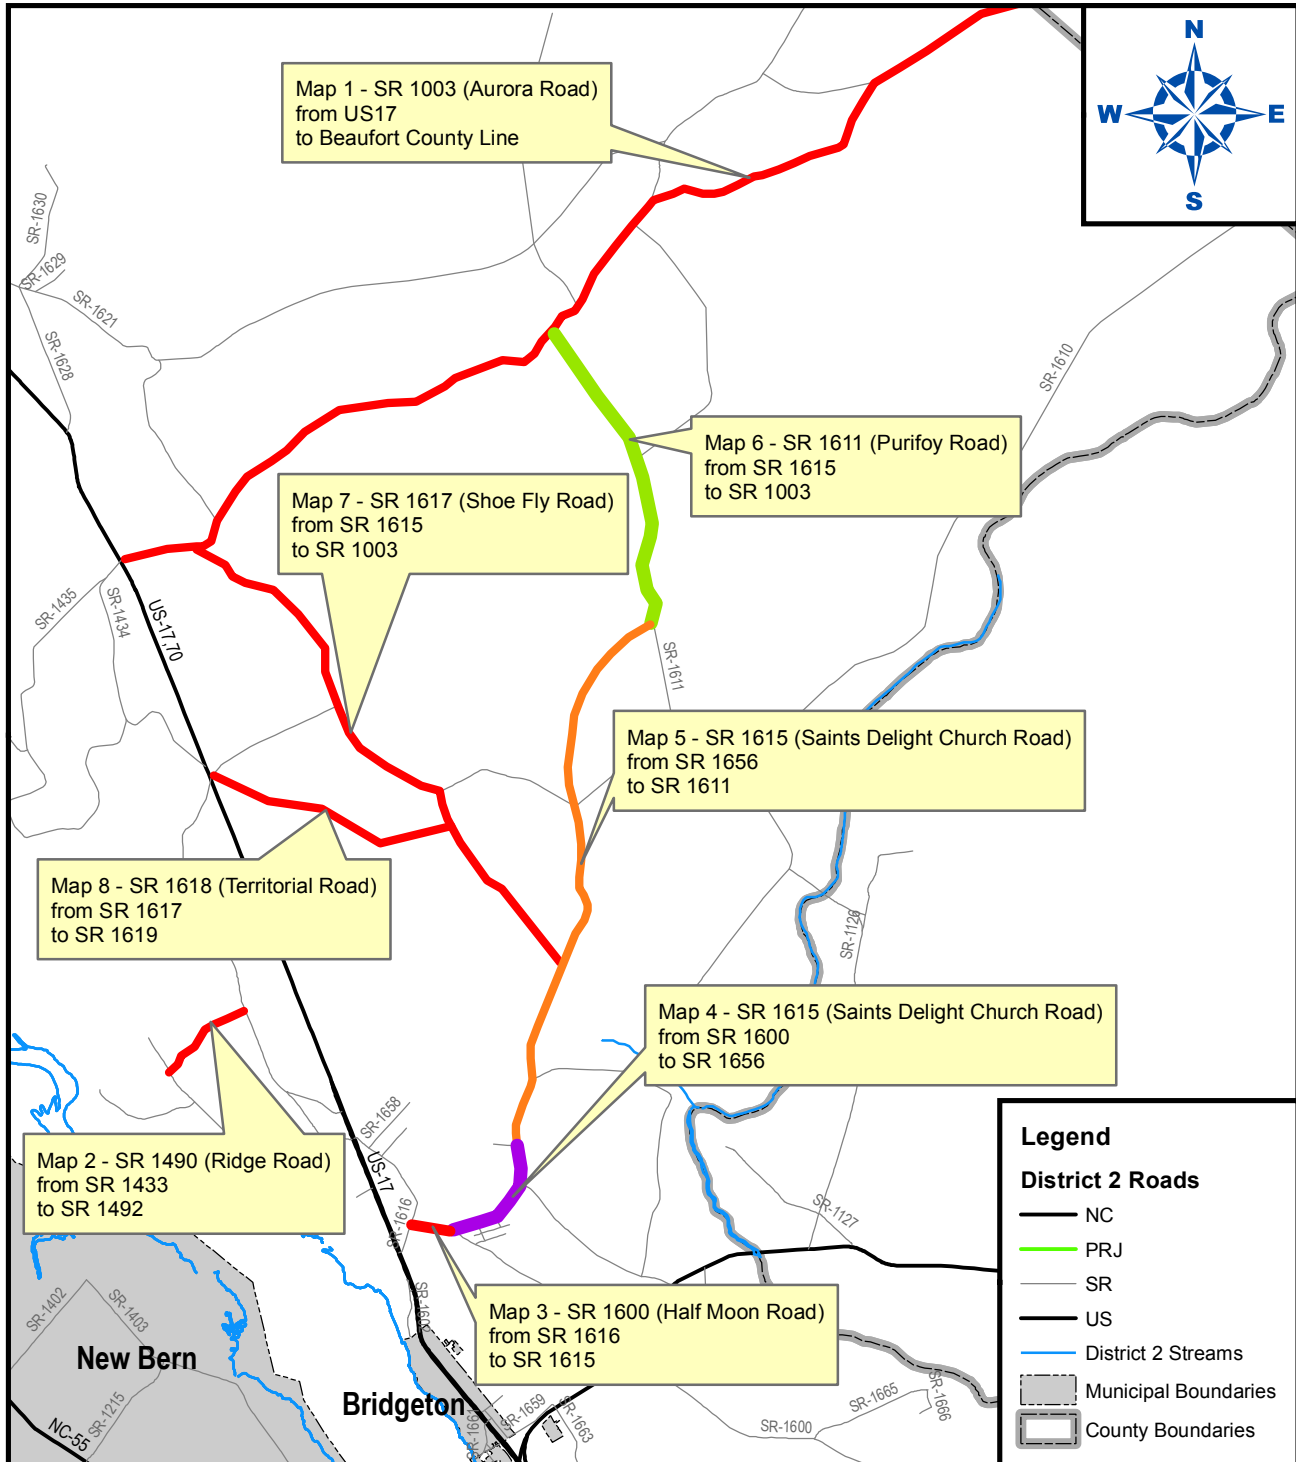 N
W E
S
Map 1 - SR 1003 (Aurora Road)
from US17
to Beaufort County Line
SR-1630
SR-1629
SR-1621
SR-1628
SR-1610
Map 6 - SR 1611 (Purifoy Road)
from SR 1615
to SR 1003
Map 7 - SR 1617 (Shoe Fly Road)
from SR 1615
to SR 1003
SR-1435
SR-1434
US-17,70
SR-1611
Map 5 - SR 1615 (Saints Delight Church Road)
from SR 1656
to SR 1611
Map 8 - SR 1618 (Territorial Road)
from SR 1617
to SR 1619
SR-1126
Map 4 - SR 1615 (Saints Delight Church Road)
from SR 1600
to SR 1656
SR-1658
US-17
Map 2 - SR 1490 (Ridge Road)
from SR 1433
to SR 1492
SR-1616
SR-1127
SR-1602
Map 3 - SR 1600 (Half Moon Road)
from SR 1616
to SR 1615
SR-1402
SR-1403
New Bern
SR-1215
NC-55
Bridgeton
SR-1661
SR-1659
SR-1663
SR-1600
SR-1665
SR-1666
Legend
District 2 Roads
NC
PRJ
SR
US
District 2 Streams
Municipal Boundaries
County Boundaries